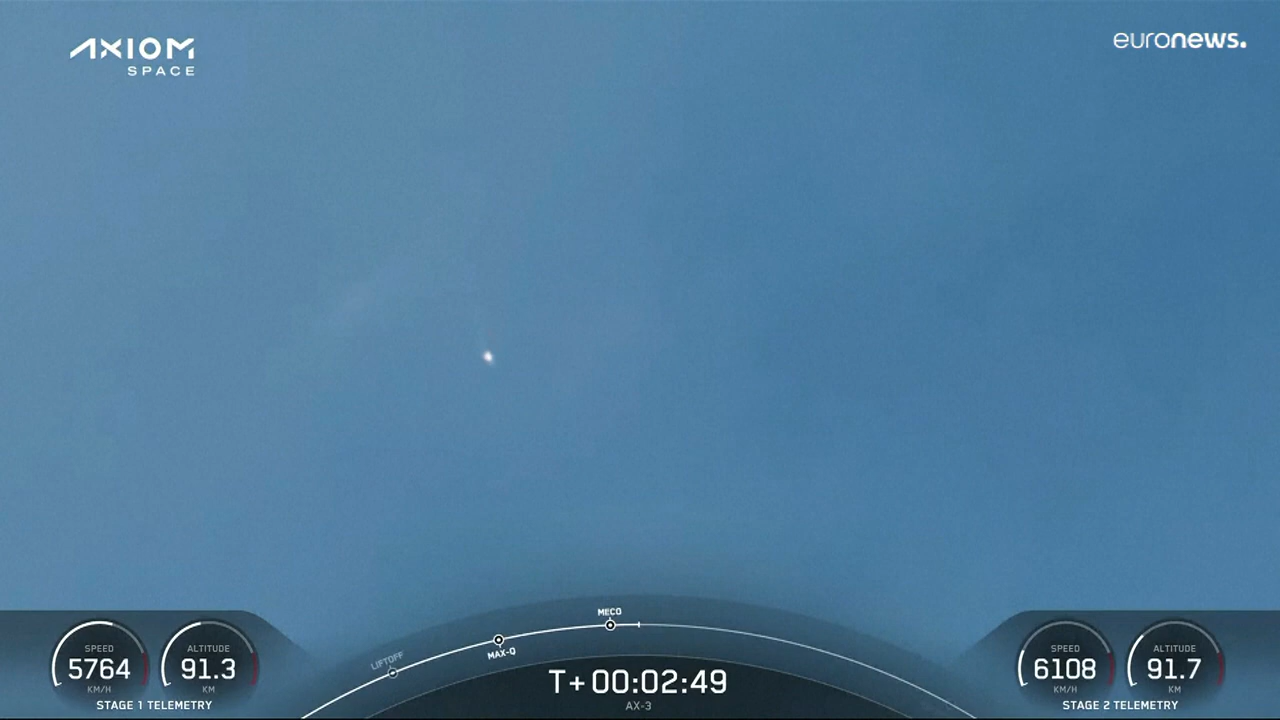 AXIOM
SPACE
euronews.
LIFTOFF
MAX-Q
MECO
SPEED
5764
KM/H
ALTITUDE
91.3
KM
STAGE 1 TELEMETRY
T+00:02:49
AX-3
SPEED
6108
KM/H
ALTITUDE
91.7
KM
STAGE 2 TELEMETRY